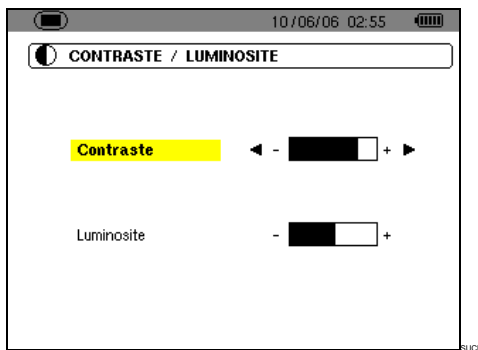 10/06/06 02:55
CONTRASTE / LUMINOSITE
Contraste - +
Luminosite - +